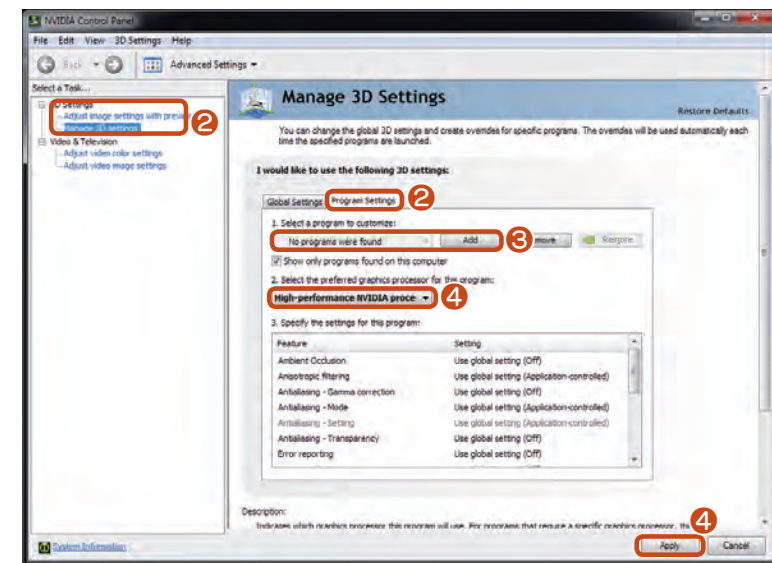 NVIDIA Control Panel
File Edit View 3D Settings Help
Back Advanced Settings
Select a Task...
D Settings
Adjust image settings with preview
Manage 3D settings
Video & Television
Adjust video color settings
Adjust video image settings
2
Manage 3D Settings
Restore Defaults
You can change the global 3D settings and create overrides for specific programs. The overrides will be used automatically each
time the specified programs are launched.
I would like to use the following 3D settings:
Global Settings Program Settings 2
1. Select a program to customize:
No programs were found Add 3 move Restore
Show only programs found on this computer
2. Select the preferred graphics processor for this program:
High-performance NVIDIA proce 4
3. Specify the settings for this program:
Feature Setting
Ambient Occlusion Use global setting (Off)
Anisotropic filtering Use global setting (Application-controlled)
Antialiasing - Gamma correction Use global setting (Off)
Antialiasing - Mode Use global setting (Application-controlled)
Antialiasing - Setting Use global setting (Application-controlled)
Antialiasing - Transparency Use global setting (Off)
Error reporting Use global setting (Off)
Description:
Indicates which graphics processor this program will use. For programs that require a specific graphics processor, th
4
System Information
Apply Cancel